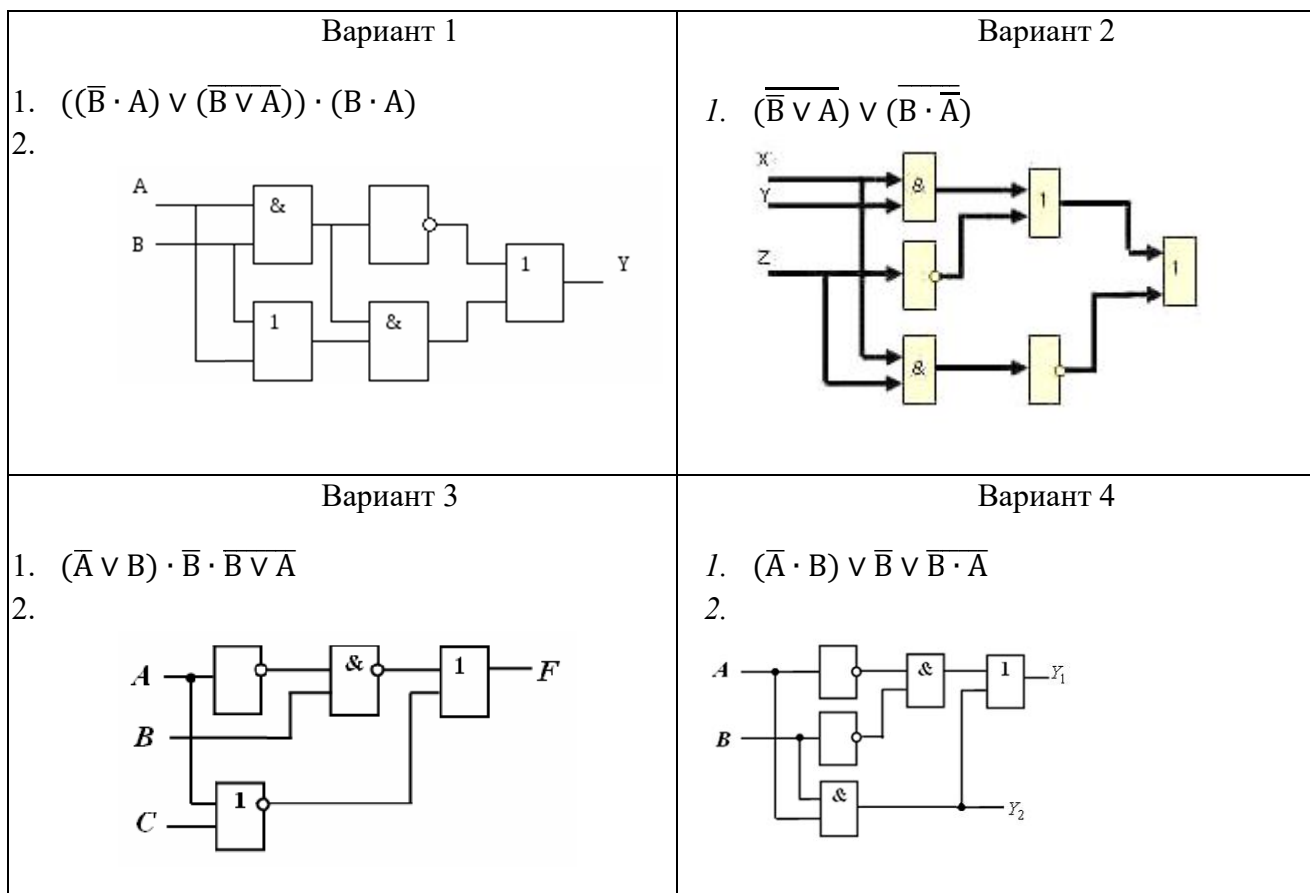 Вариант 1
1. ((B̅ · A) ∨ (B̅ ̅∨̅ ̅A̅)) · (B · A)
2.
A
B
&
1
&
1
Y
Вариант 2
1. (B̅̅ ̅∨̅ ̅A̅) ∨ (B̅ ̅·̅ ̅A̅̅)
X
Y
Z
&
1
1
&
Вариант 3
1. (A̅ ∨ B) · B̅ · B̅ ̅∨̅ ̅A̅
2.
A
B
C
&
1
1
F
Вариант 4
1. (A̅ · B) ∨ B̅ ∨ B̅ ̅·̅ ̅A̅
2.
A
B
&
1
&
Y₁
Y₂